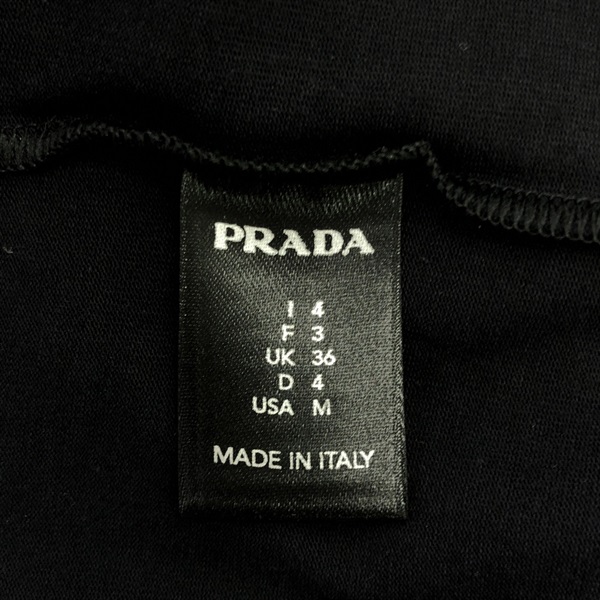 PRADA
I 4
F 3
UK 36
D 4
USA M
MADE IN ITALY